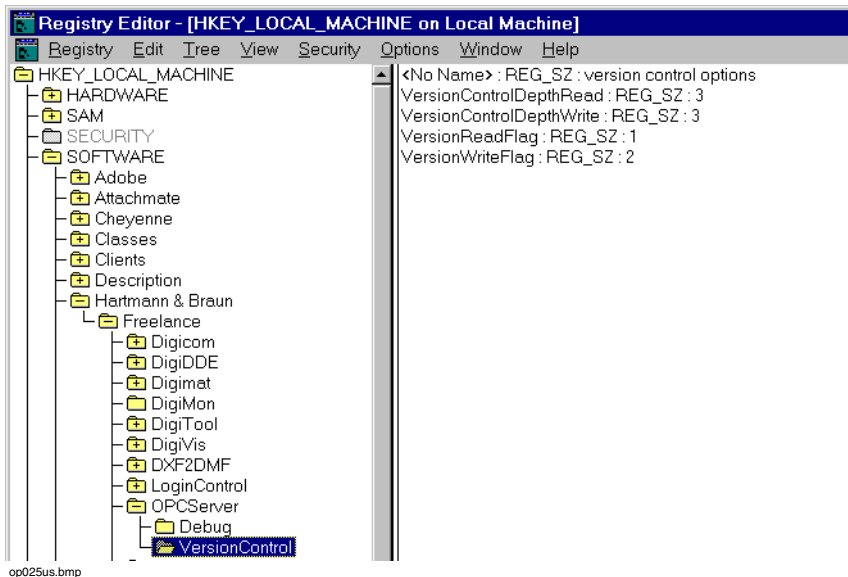 Registry Editor - [HKEY_LOCAL_MACHINE on Local Machine]
Registry Edit Tree View Security Options Window Help
HKEY_LOCAL_MACHINE
HARDWARE
SAM
SECURITY
SOFTWARE
Adobe
Attachmate
Cheyenne
Classes
Clients
Description
Hartmann & Braun
Freelance
Digicom
DigiDDE
Digimat
DigiMon
DigiTool
DigiVis
DXF2DMF
LoginControl
OPCServer
Debug
VersionControl
<No Name> : REG_SZ : version control options
VersionControlDepthRead : REG_SZ : 3
VersionControlDepthWrite : REG_SZ : 3
VersionReadFlag : REG_SZ : 1
VersionWriteFlag : REG_SZ : 2
op025us.bmp